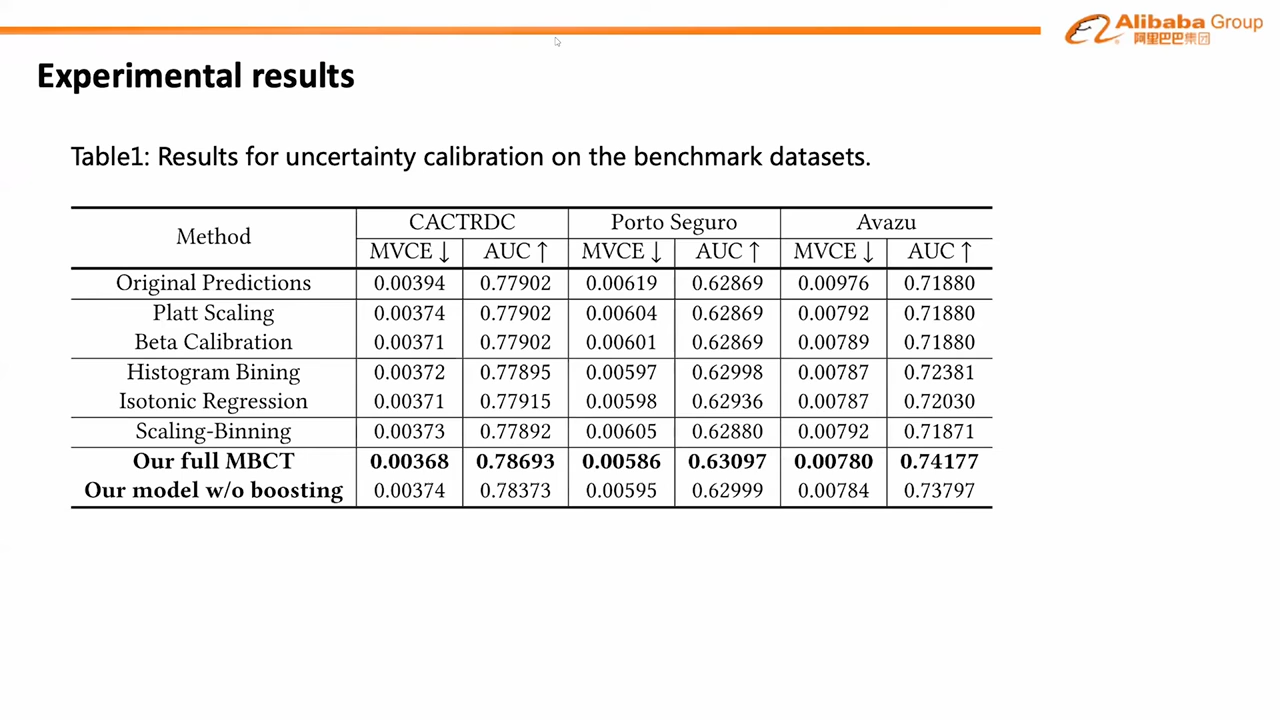 Alibaba Group
阿里巴巴集团
Experimental results
Table1: Results for uncertainty calibration on the benchmark datasets.
Method CACTRDC Porto Seguro Avazu
MVCE ↓ AUC ↑ MVCE ↓ AUC ↑ MVCE ↓ AUC ↑
Original Predictions 0.00394 0.77902 0.00619 0.62869 0.00976 0.71880
Platt Scaling 0.00374 0.77902 0.00604 0.62869 0.00792 0.71880
Beta Calibration 0.00371 0.77902 0.00601 0.62869 0.00789 0.71880
Histogram Bining 0.00372 0.77895 0.00597 0.62998 0.00787 0.72381
Isotonic Regression 0.00371 0.77915 0.00598 0.62936 0.00787 0.72030
Scaling-Binning 0.00373 0.77892 0.00605 0.62880 0.00792 0.71871
Our full MBCT 0.00368 0.78693 0.00586 0.63097 0.00780 0.74177
Our model w/o boosting 0.00374 0.78373 0.00595 0.62999 0.00784 0.73797